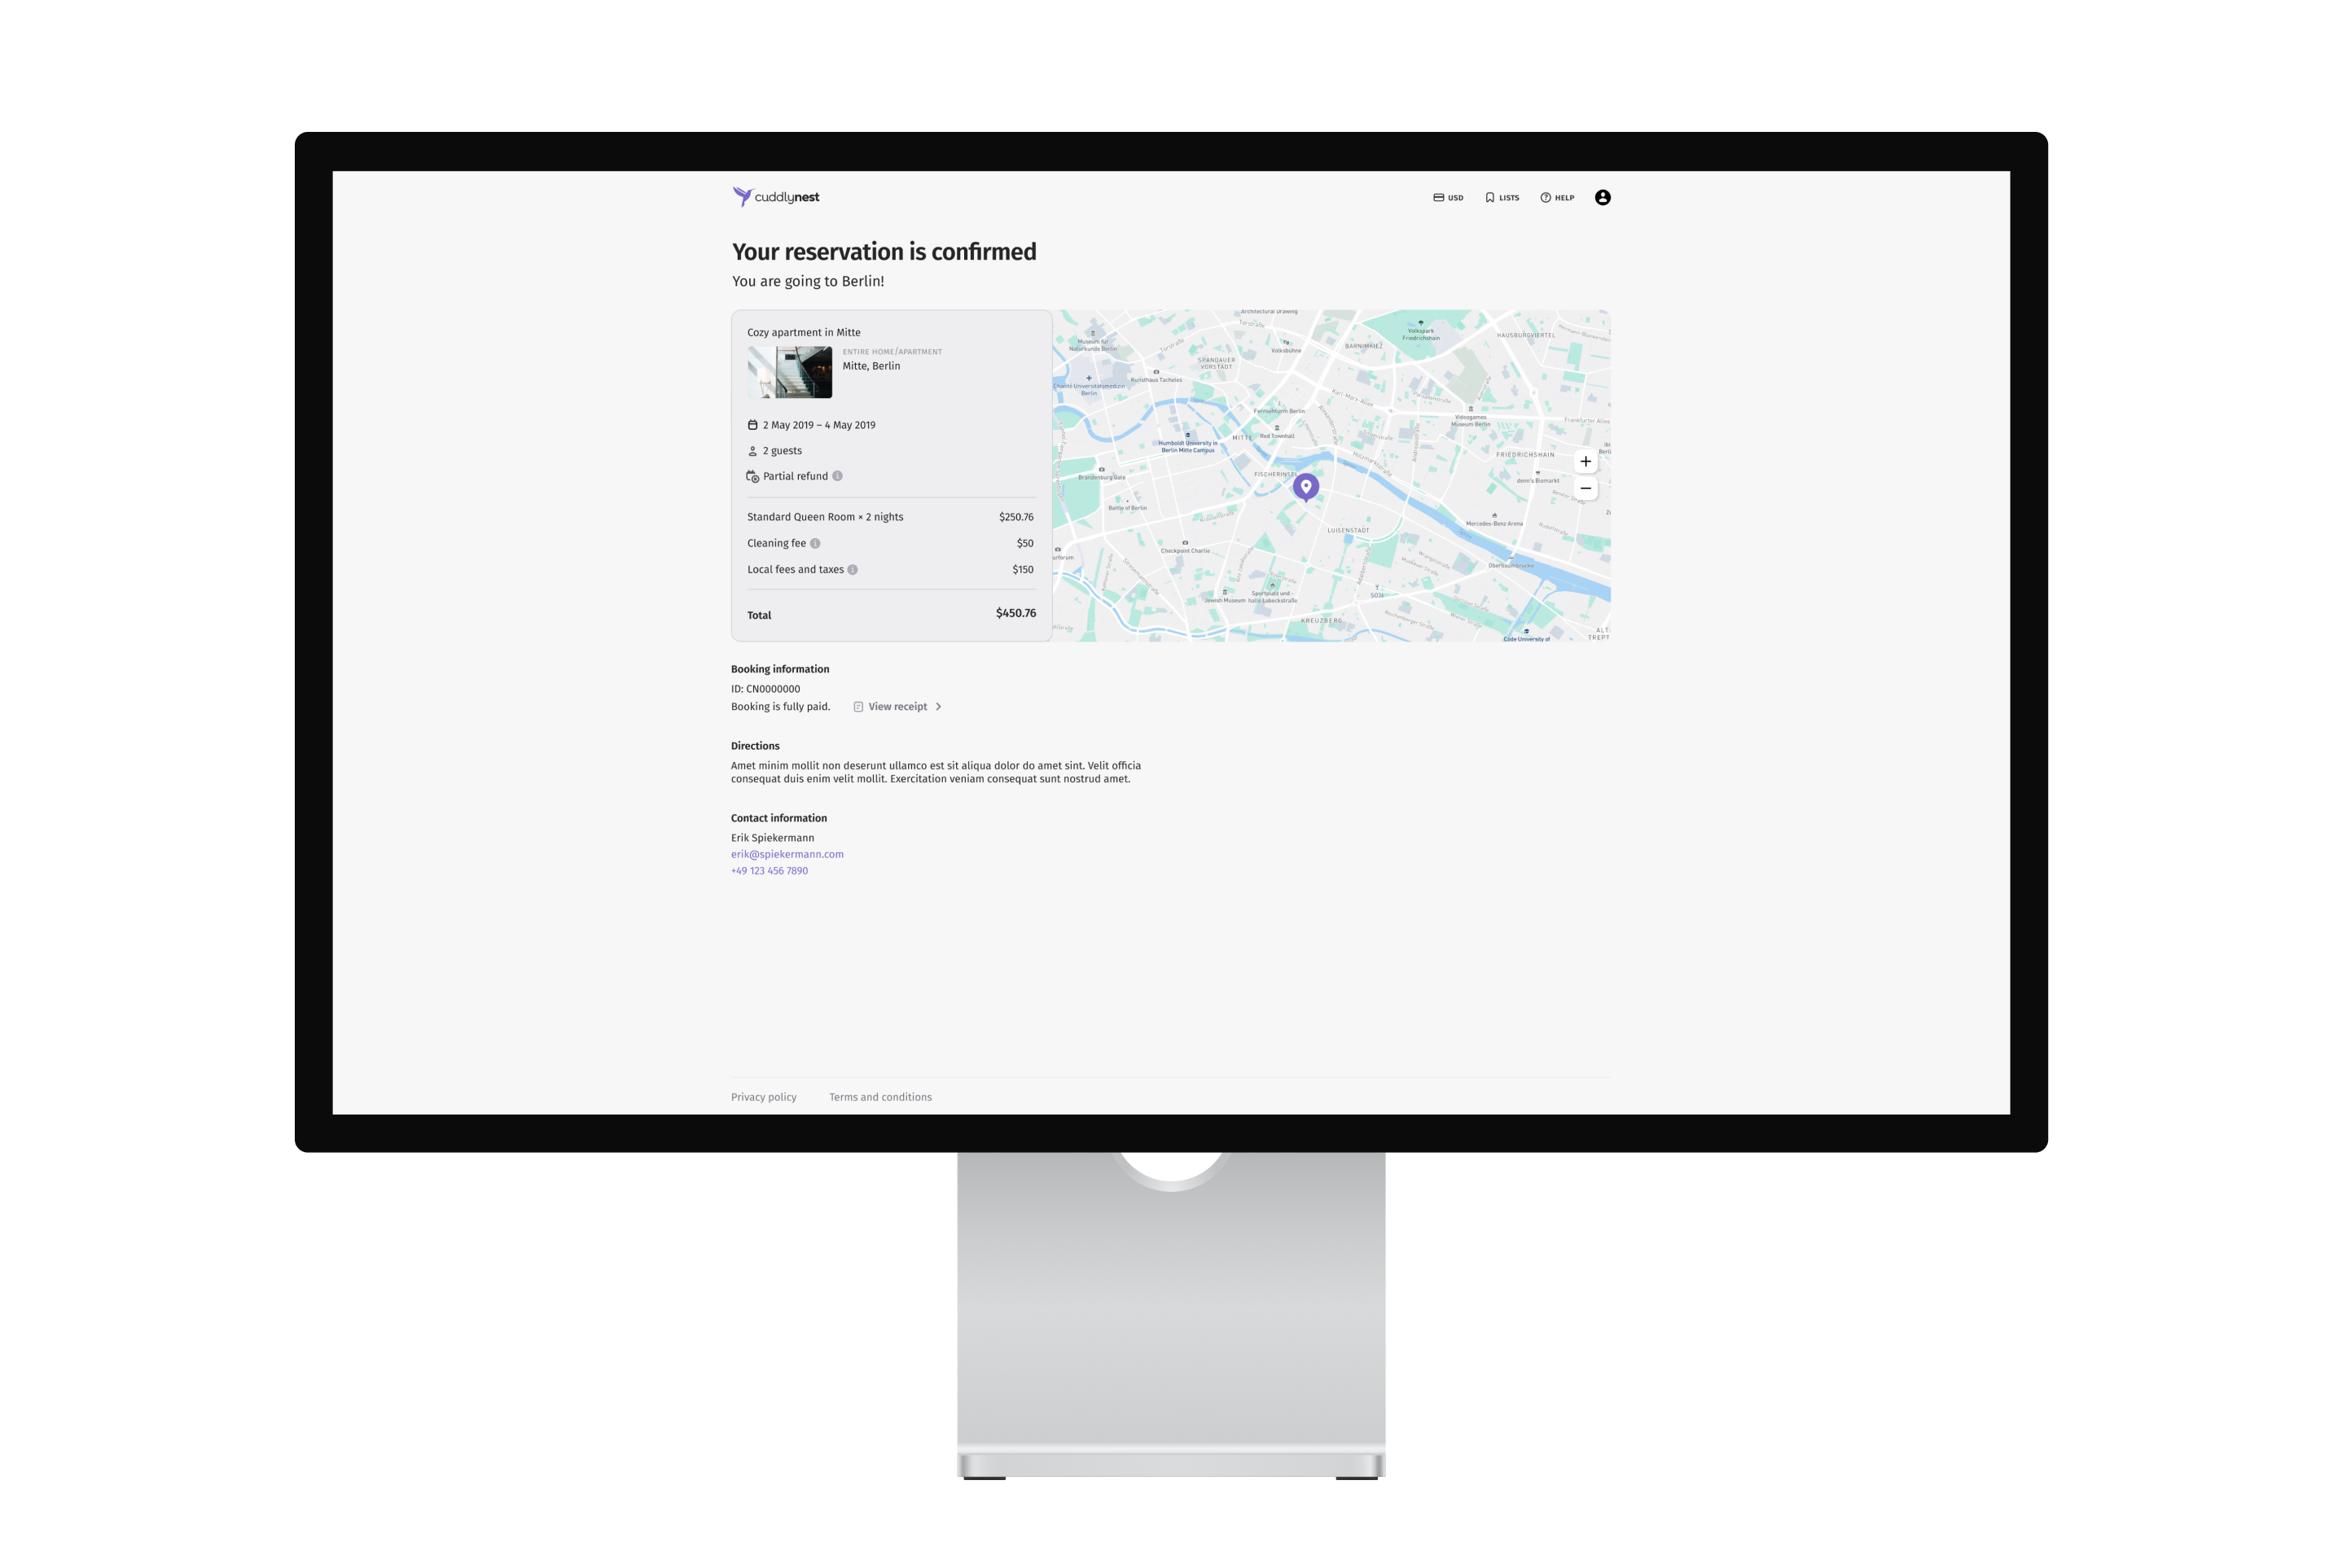 cuddlynest
USD LISTS HELP
Your reservation is confirmed
You are going to Berlin!
Cozy apartment in Mitte
ENTIRE HOME/APARTMENT
Mitte, Berlin
2 May 2019 – 4 May 2019
2 guests
Partial refund
Standard Queen Room × 2 nights $250.76
Cleaning fee $50
Local fees and taxes $150
Total $450.76
Architectural Drawing
Torstraße
Museum für
Naturkunde Berlin
Torstraße
Volksbühne
SPANDAUER
VORSTADT
BARNIMKIEZ
Volkspark
Friedrichshain
HAUSBURGVIERTEL
Charité Universitätsmedizin
Berlin
Kunsthaus Tacheles
Karl-Marx-Allee
Fernsehturm Berlin
Videogames
Museum Berlin
Frankfurter Allee
Humboldt University in
Berlin Mitte Campus
MITTE
Red Townhall
Holzmarktstraße
FRIEDRICHSHAIN
Brandenburg Gate
FISCHERINSEL
denn's Biomarkt
Battle of Berlin
LUISENSTADT
Mercedes-Benz Arena
Checkpoint Charlie
Oberbaumbrücke
Stresemannstraße
Sportplatz und -
halle Lobeckstraße
Jewish Museum
SO36
KREUZBERG
Code University of
ALT-
TREPT
+
−
Booking information
ID: CN0000000
Booking is fully paid. View receipt
Directions
Amet minim mollit non deserunt ullamco est sit aliqua dolor do amet sint. Velit officia
consequat duis enim velit mollit. Exercitation veniam consequat sunt nostrud amet.
Contact information
Erik Spiekermann
erik@spiekermann.com
+49 123 456 7890
Privacy policy Terms and conditions